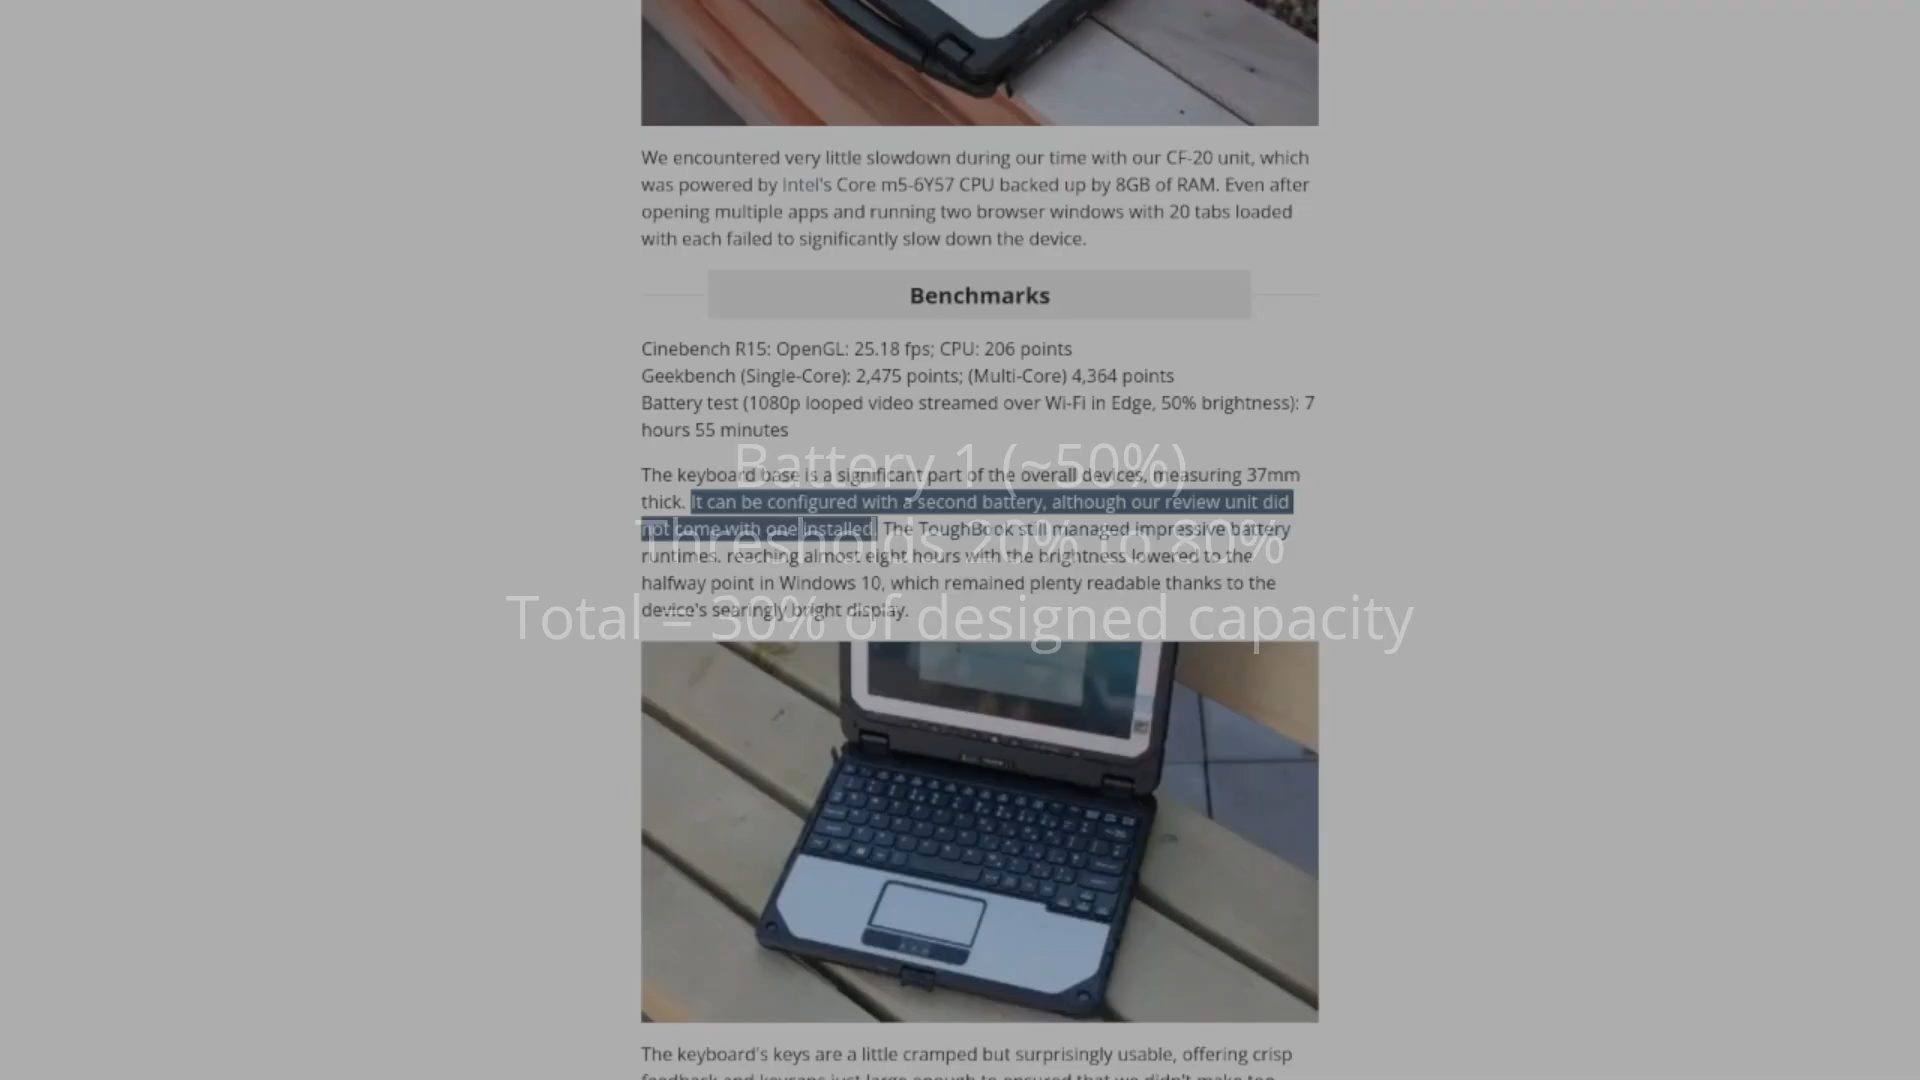 We encountered very little slowdown during our time with our CF-20 unit, which
was powered by Intel's Core m5-6Y57 CPU backed up by 8GB of RAM. Even after
opening multiple apps and running two browser windows with 20 tabs loaded
with each failed to significantly slow down the device.
Benchmarks
Cinebench R15: OpenGL: 25.18 fps; CPU: 206 points
Geekbench (Single-Core): 2,475 points; (Multi-Core) 4,364 points
Battery test (1080p looped video streamed over Wi-Fi in Edge, 50% brightness): 7
hours 55 minutes
The keyboard base is a significant part of the overall devices, measuring 37mm
thick. It can be configured with a second battery, although our review unit did
not come with one installed. The ToughBook still managed impressive battery
runtimes. reaching almost eight hours with the brightness lowered to the
halfway point in Windows 10, which remained plenty readable thanks to the
device's searingly bright display.
Battery 1 (~50%)
Thresholds 20% to 80%
Total = 30% of designed capacity
The keyboard's keys are a little cramped but surprisingly usable, offering crisp